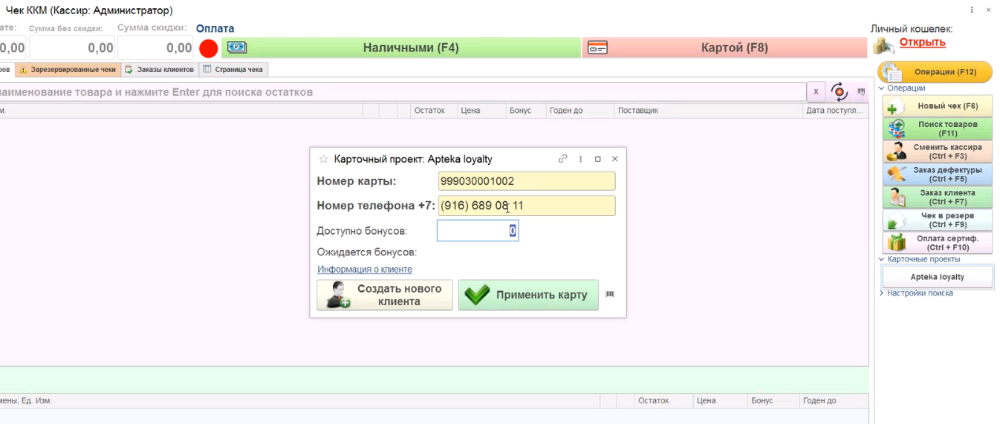 Чек ККМ (Кассир: Администратор)
ате: Сумма без скидки: Сумма скидки: Оплата
0,00 0,00 0,00 Наличными (F4) Картой (F8)
Личный кошелек:
Открыть
ров Зарезервированные чеки Заказы клиентов Страница чека
аименование товара и нажмите Enter для поиска остатков x
м. Остаток Цена Бонус Годен до Поставщик Дата поступл...
Карточный проект: Apteka loyalty
Номер карты: 999030001002
Номер телефона +7: (916) 689 08 11
Доступно бонусов: 0
Ожидается бонусов:
Информация о клиенте
Создать нового
клиента
Применить карту
Операции (F12)
Операции
Новый чек (F6)
Поиск товаров
(F11)
Сменить кассира
(Ctrl + F3)
Заказ дефектуры
(Ctrl + F5)
Заказ клиента
(Ctrl + F7)
Чек в резерв
(Ctrl + F9)
Оплата сертиф.
(Ctrl + F10)
Карточные проекты
Apteka loyalty
Настройки поиска
мены, Ед. Изм. Остаток Цена Бонус Годен до